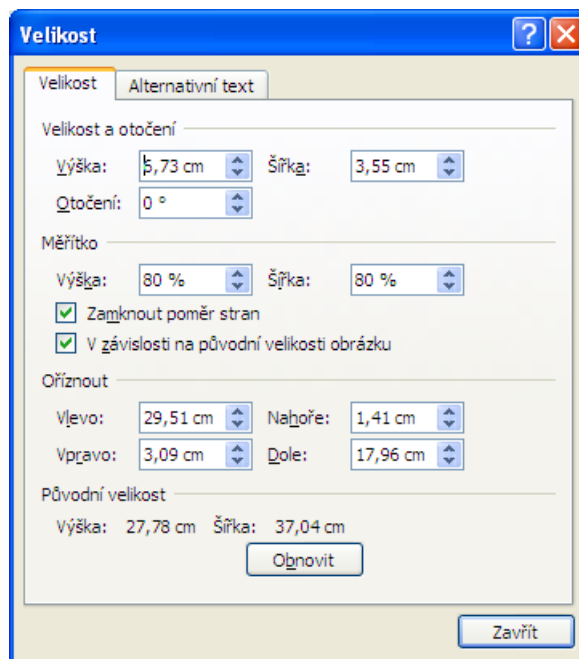 Velikost
Velikost Alternativní text
Velikost a otočení
Výška: 6,73 cm Šířka: 3,55 cm
Otočení: 0 °
Měřítko
Výška: 80 % Šířka: 80 %
Zamknout poměr stran
V závislosti na původní velikosti obrázku
Oříznout
Vlevo: 29,51 cm Nahoře: 1,41 cm
Vpravo: 3,09 cm Dole: 17,96 cm
Původní velikost
Výška: 27,78 cm Šířka: 37,04 cm
Obnovit
Zavřít